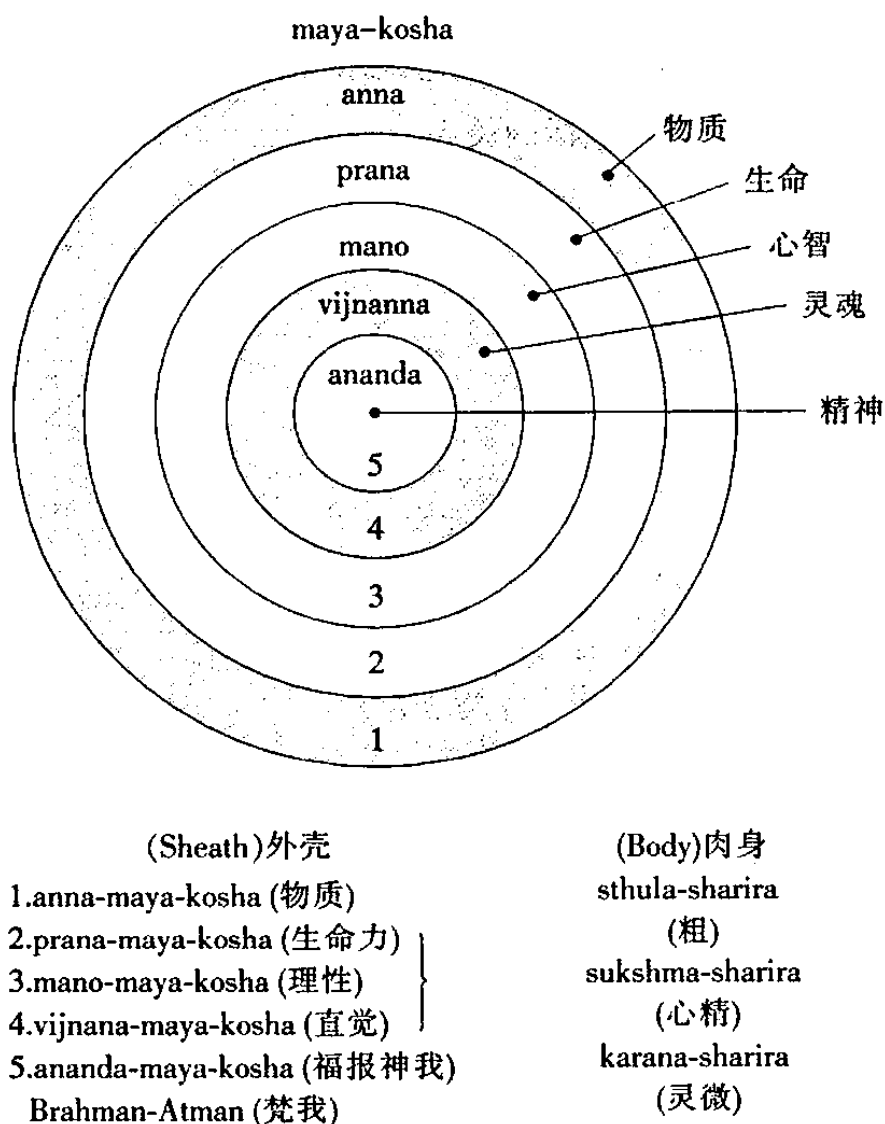 maya-kosha
anna
物质
prana
生命
mano
心智
vijnanna
灵魂
ananda
精神
5
4
3
2
1
(Sheath)外壳
1.anna-maya-kosha (物质)
2.prana-maya-kosha (生命力)
3.mano-maya-kosha (理性)
4.vijnana-maya-kosha (直觉)
5.ananda-maya-kosha (福报神我)
Brahman-Atman (梵我)
(Body)肉身
sthula-sharira
(粗)
sukshma-sharira
(心精)
karana-sharira
(灵微)